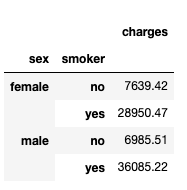 charges
sex smoker
female no 7639.42
yes 28950.47
male no 6985.51
yes 36085.22